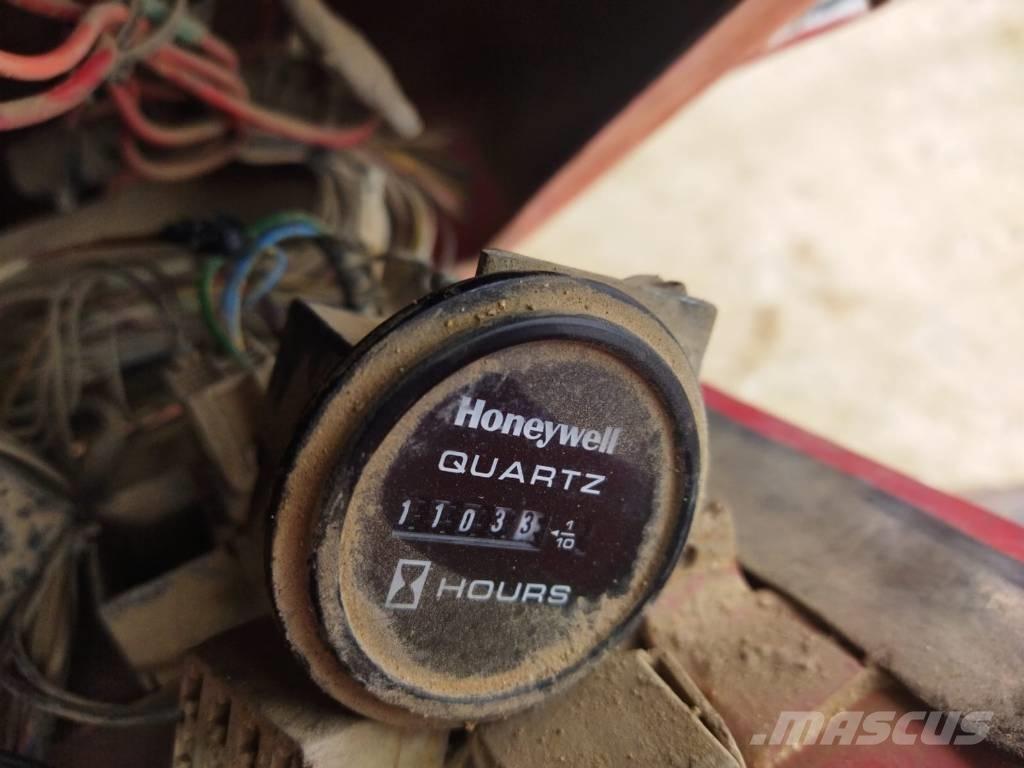 Honeywell
QUARTZ
11033 1/10
HOURS
MASCUS